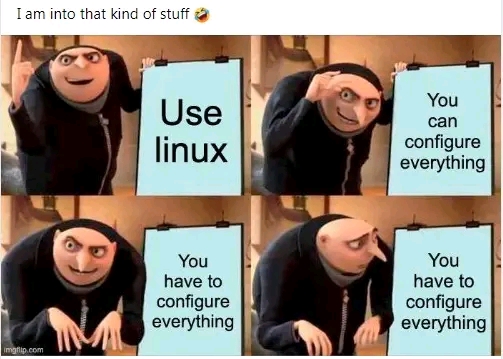 I am into that kind of stuff 🤣
Use
linux
You
can
configure
everything
You
have to
configure
everything
You
have to
configure
everything
imgflip.com